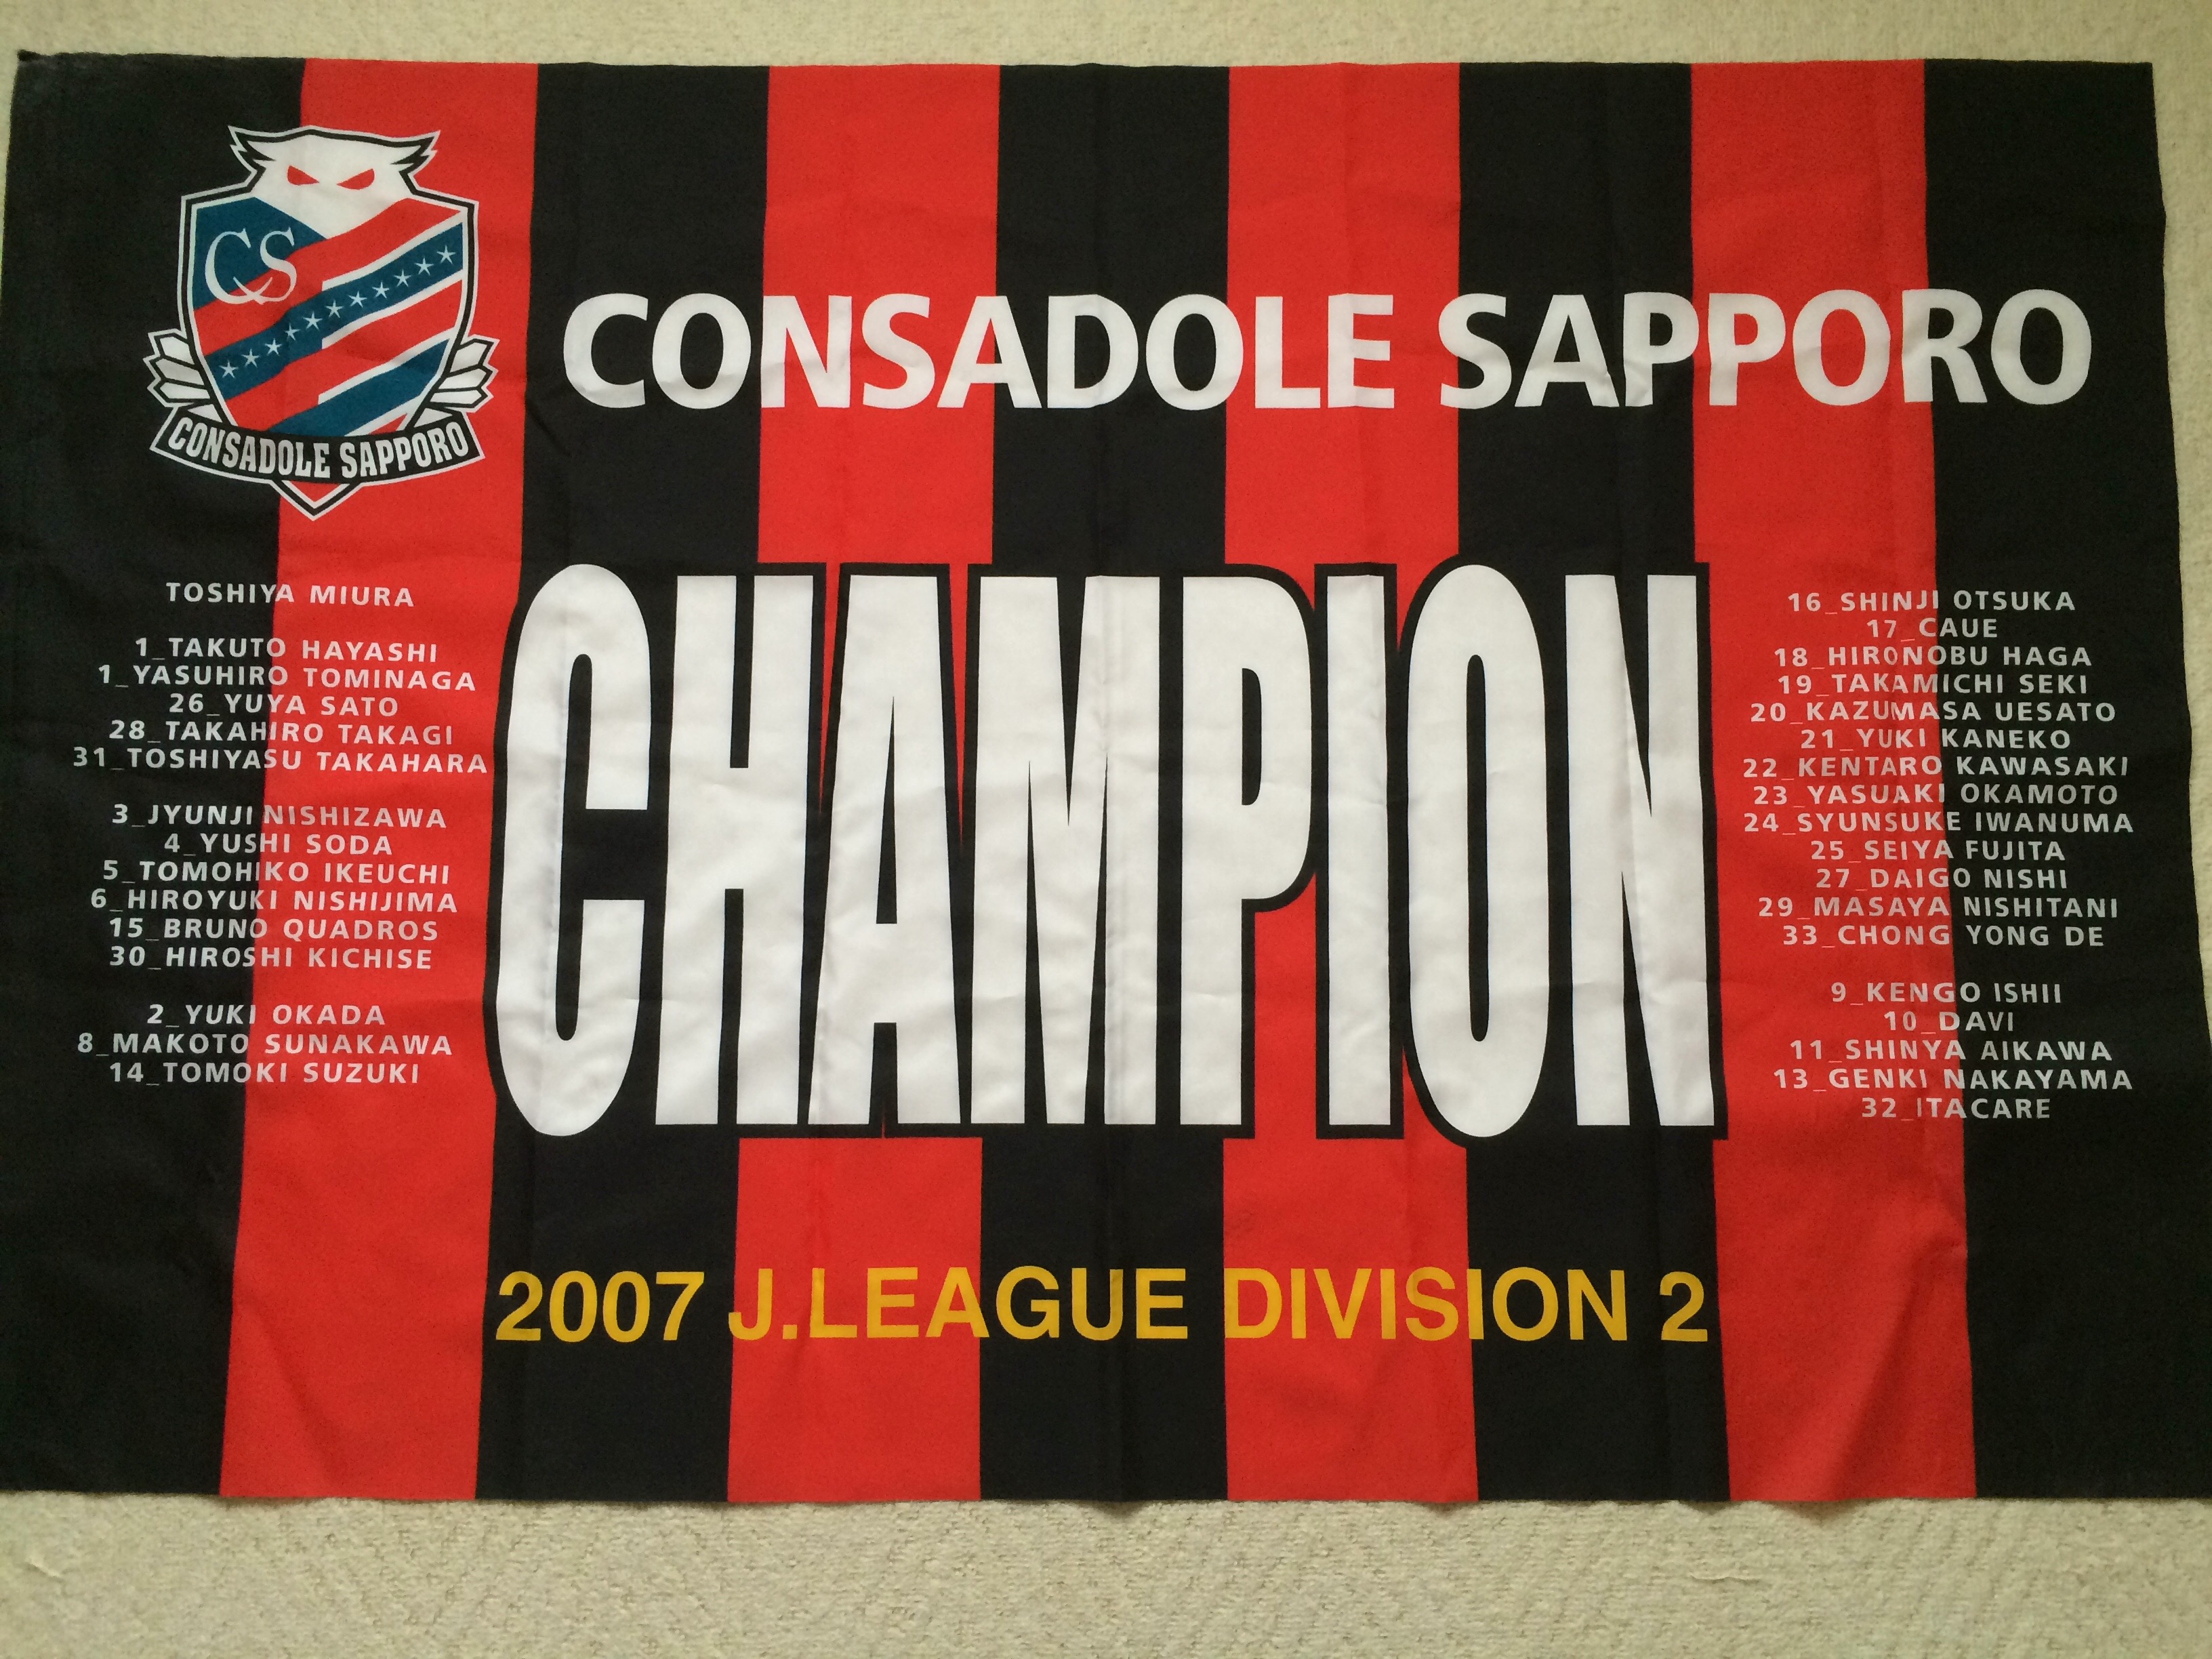 CS
CONSADOLE SAPPORO
CONSADOLE SAPPORO
CHAMPION
TOSHIYA MIURA
1_TAKUTO HAYASHI
1_YASUHIRO TOMINAGA
26_YUYA SATO
28_TAKAHIRO TAKAGI
31_TOSHIYASU TAKAHARA
3_JYUNJI NISHIZAWA
4_YUSHI SODA
5_TOMOHIKO IKEUCHI
6_HIROYUKI NISHIJIMA
15_BRUNO QUADROS
30_HIROSHI KICHISE
2_YUKI OKADA
8_MAKOTO SUNAKAWA
14_TOMOKI SUZUKI
16_SHINJI OTSUKA
17_CAUE
18_HIRONOBU HAGA
19_TAKAMICHI SEKI
20_KAZUMASA UESATO
21_YUKI KANEKO
22_KENTARO KAWASAKI
23_YASUAKI OKAMOTO
24_SYUNSUKE IWANUMA
25_SEIYA FUJITA
27_DAIGO NISHI
29_MASAYA NISHITANI
33_CHONG YONG DE
9_KENGO ISHII
10_DAVI
11_SHINYA AIKAWA
13_GENKI NAKAYAMA
32_ITACARE
2007 J.LEAGUE DIVISION 2